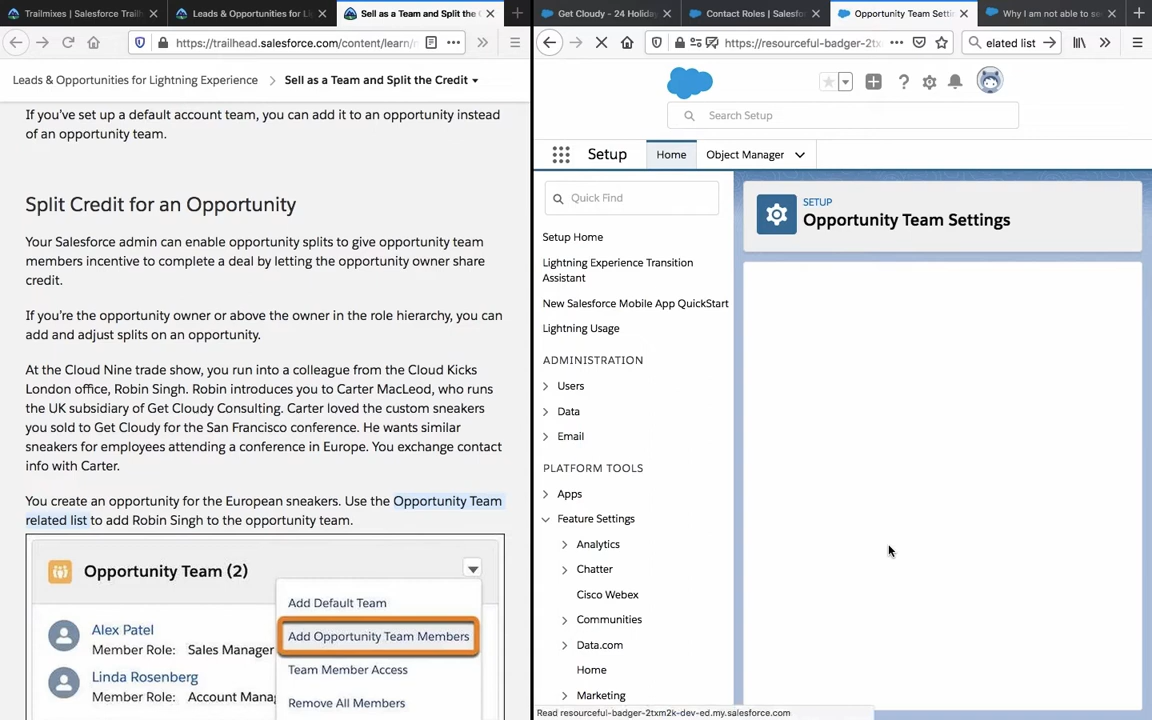 Trailmixes | Salesforce Trailh
Leads & Opportunities for Li
Sell as a Team and Split the C
https://trailhead.salesforce.com/content/learn/
Leads & Opportunities for Lightning Experience > Sell as a Team and Split the Credit
If you've set up a default account team, you can add it to an opportunity instead
of an opportunity team.
Split Credit for an Opportunity
Your Salesforce admin can enable opportunity splits to give opportunity team
members incentive to complete a deal by letting the opportunity owner share
credit.
If you're the opportunity owner or above the owner in the role hierarchy, you can
add and adjust splits on an opportunity.
At the Cloud Nine trade show, you run into a colleague from the Cloud Kicks
London office, Robin Singh. Robin introduces you to Carter MacLeod, who runs
the UK subsidiary of Get Cloudy Consulting. Carter loved the custom sneakers
you sold to Get Cloudy for the San Francisco conference. He wants similar
sneakers for employees attending a conference in Europe. You exchange contact
info with Carter.
You create an opportunity for the European sneakers. Use the Opportunity Team
related list to add Robin Singh to the opportunity team.
Opportunity Team (2)
Add Default Team
Add Opportunity Team Members
Team Member Access
Remove All Members
Alex Patel
Member Role: Sales Manager
Linda Rosenberg
Member Role: Account Mana
Get Cloudy - 24 Holiday
Contact Roles | Salesfo
Opportunity Team Setti
Why I am not able to se
https://resourceful-badger-2tx
elated list
Search Setup
Setup
Home
Object Manager
Quick Find
Setup Home
Lightning Experience Transition
Assistant
New Salesforce Mobile App QuickStart
Lightning Usage
ADMINISTRATION
Users
Data
Email
PLATFORM TOOLS
Apps
Feature Settings
Analytics
Chatter
Cisco Webex
Communities
Data.com
Home
Marketing
SETUP
Opportunity Team Settings
Read resourceful-badger-2txm2k-dev-ed.my.salesforce.com